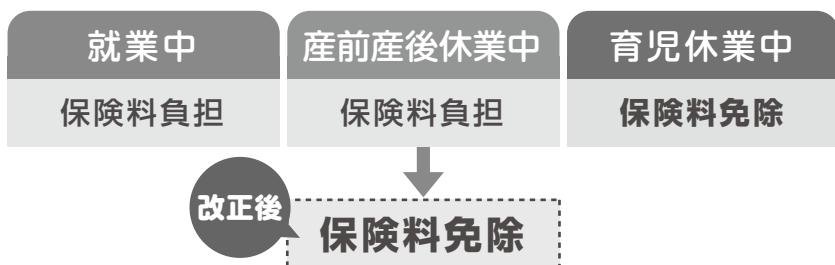 就業中
産前産後休業中
育児休業中
保険料負担
保険料負担
保険料免除
改正後
保険料免除